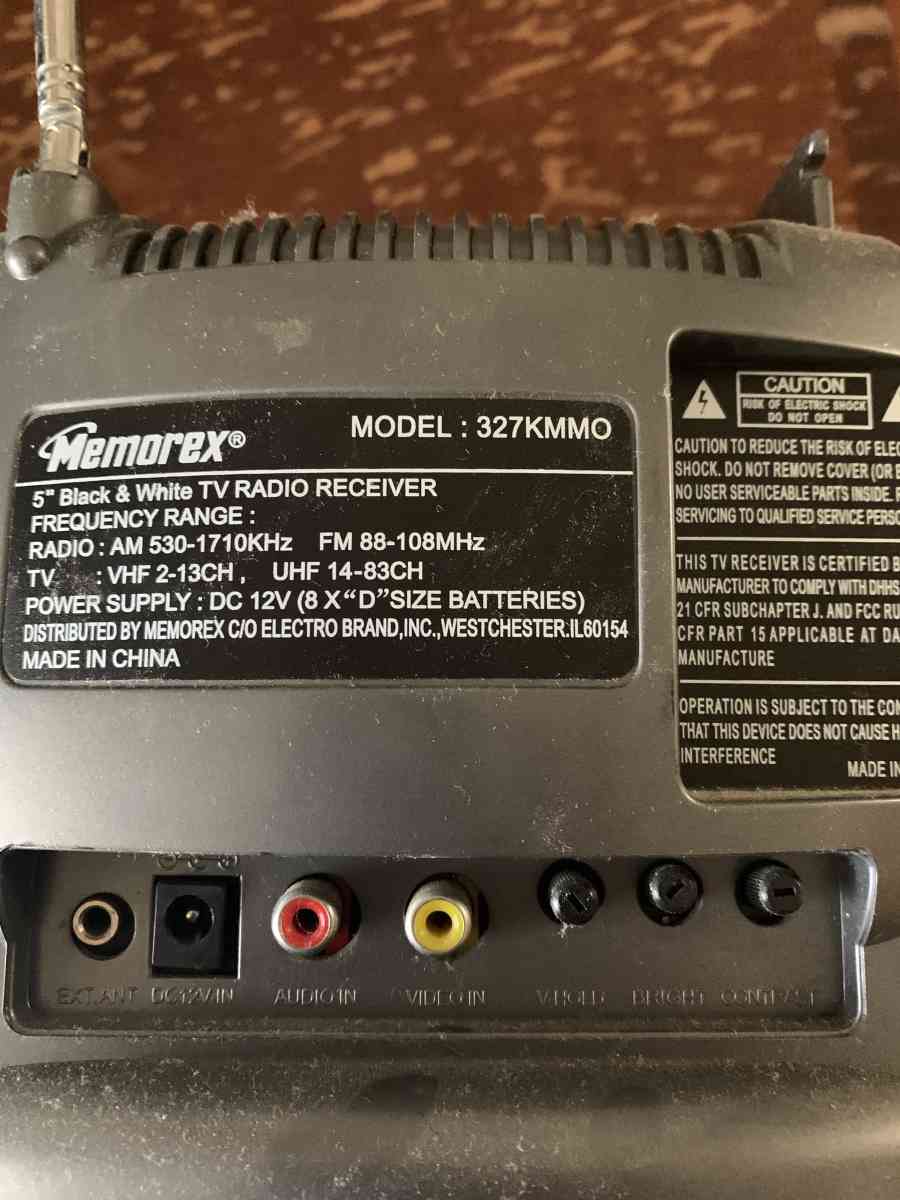 Memorex® MODEL : 327KMMO
5" Black & White TV RADIO RECEIVER
FREQUENCY RANGE :
RADIO : AM 530-1710KHz FM 88-108MHz
TV : VHF 2-13CH , UHF 14-83CH
POWER SUPPLY : DC 12V (8 X “D” SIZE BATTERIES)
DISTRIBUTED BY MEMOREX C/O ELECTRO BRAND,INC.,WESTCHESTER.IL60154
MADE IN CHINA
CAUTION
RISK OF ELECTRIC SHOCK
DO NOT OPEN
CAUTION TO REDUCE THE RISK OF ELEC
SHOCK. DO NOT REMOVE COVER (OR
NO USER SERVICEABLE PARTS INSIDE.
SERVICING TO QUALIFIED SERVICE PERSO
THIS TV RECEIVER IS CERTIFIED B
MANUFACTURER TO COMPLY WITH DHHS
21 CFR SUBCHAPTER J. AND FCC RU
CFR PART 15 APPLICABLE AT DA
MANUFACTURE
OPERATION IS SUBJECT TO THE CON
THAT THIS DEVICE DOES NOT CAUSE H
INTERFERENCE
MADE IN
EXT.ANT DC12V IN AUDIO IN VIDEO IN V.HOLD BRIGHT CONTRAST